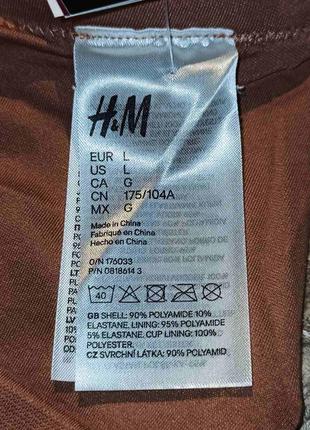 H&M
EUR L
US L
CA G
CN 175/104A
MX G
Made in China
Fabriqué en Chine
Hecho en China
O/N 176033
P/N 0818614 3
40
GB SHELL: 90% POLYAMIDE 10%
ELASTANE. LINING: 95% POLYAMIDE
5% ELASTANE. CUP LINING: 100%
POLYESTER.
CZ SVRCHNÍ LÁTKA: 90% POLYAMID